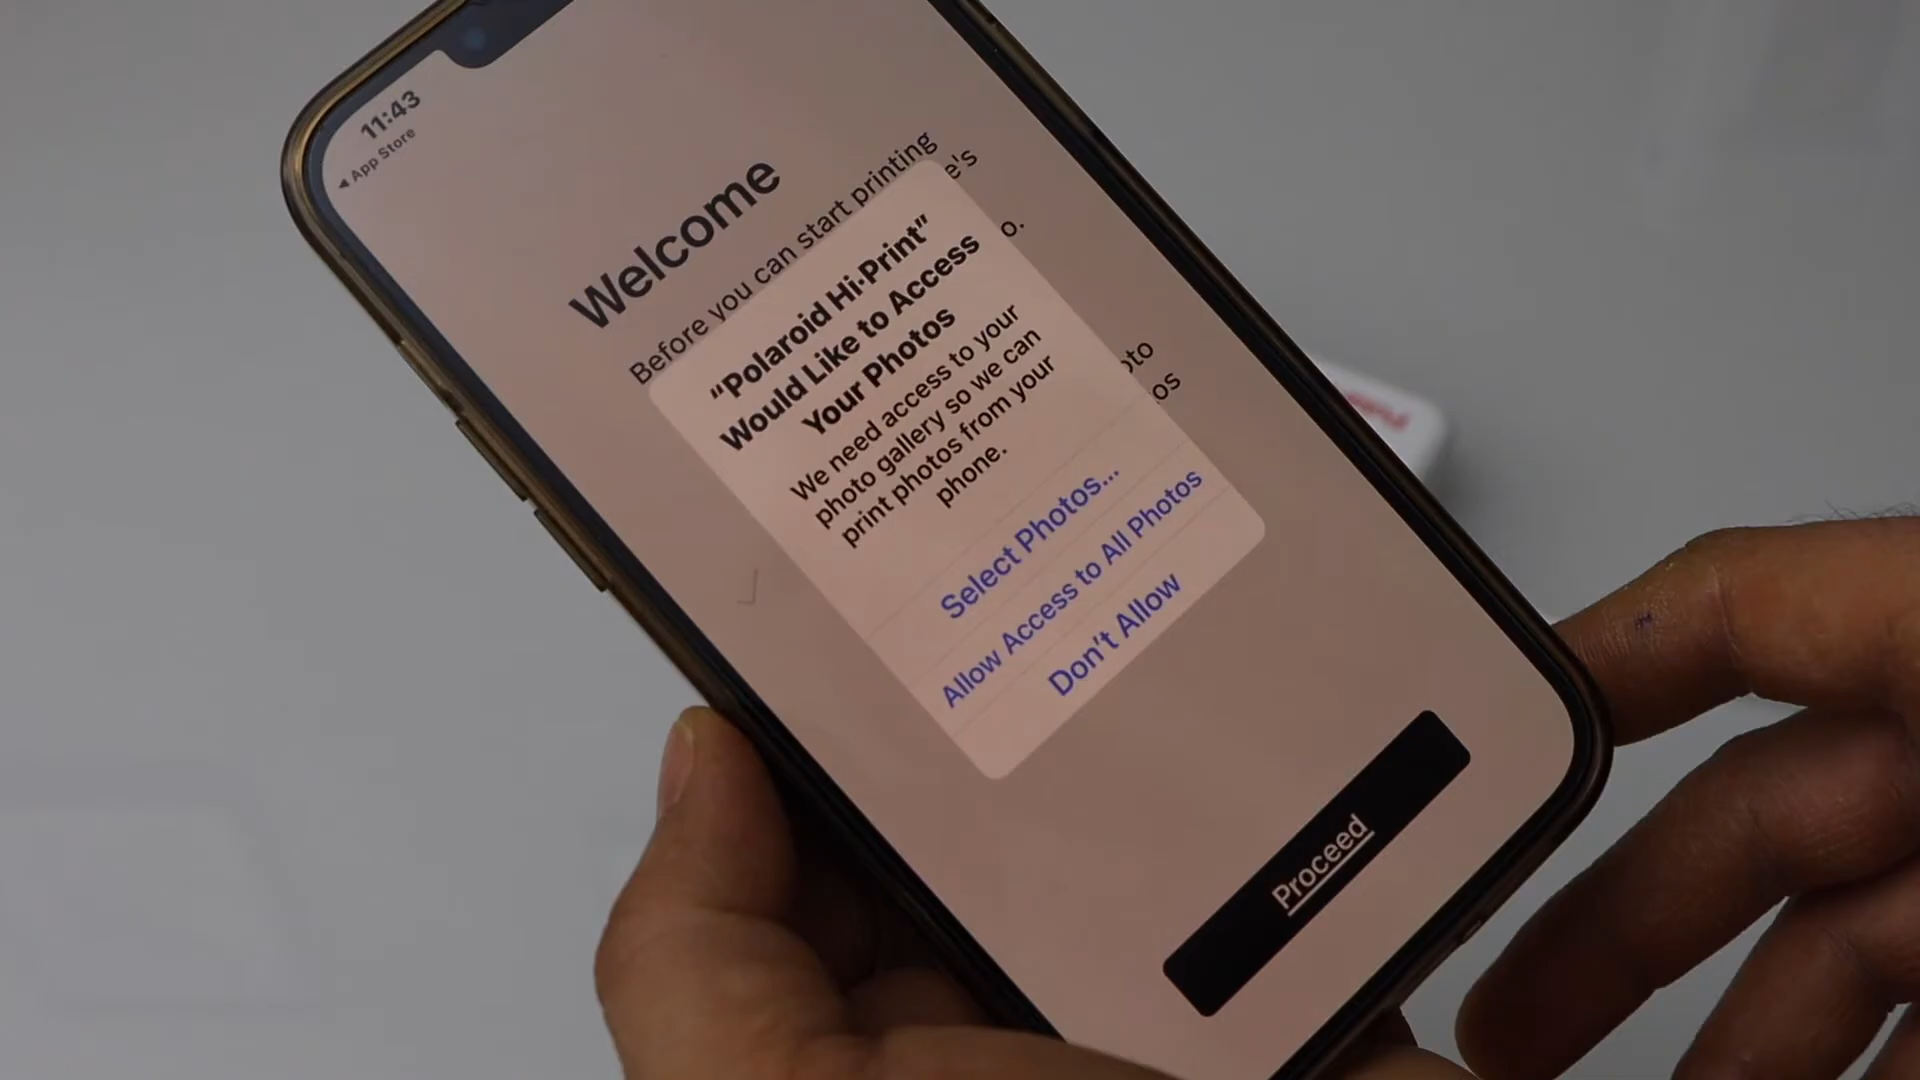 11:43
◀ App Store
Welcome
Before you can start printing
"Polaroid Hi·Print"
Would Like to Access
Your Photos
We need access to your
photo gallery so we can
print photos from your
phone.
Select Photos...
Allow Access to All Photos
Don't Allow
Proceed